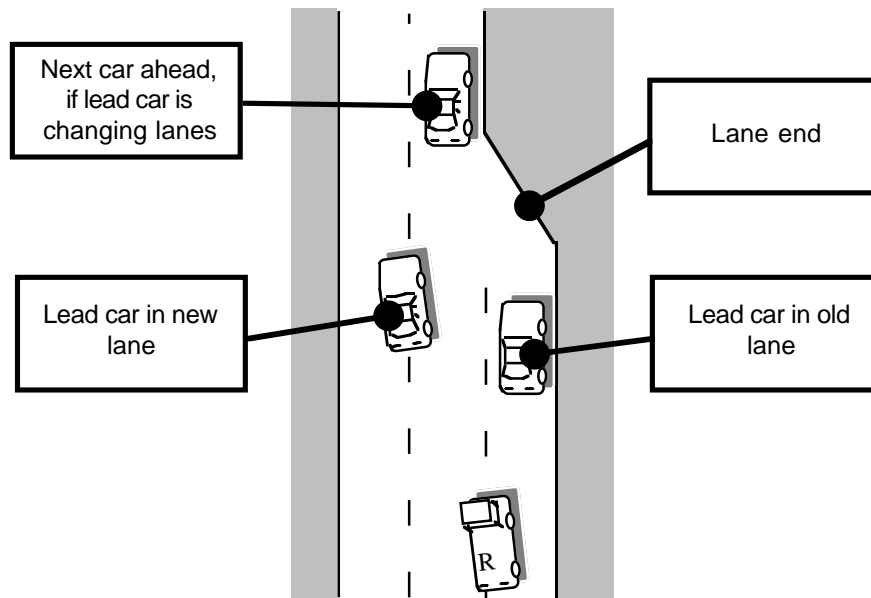 Next car ahead,
if lead car is
changing lanes
Lane end
Lead car in new
lane
Lead car in old
lane
R